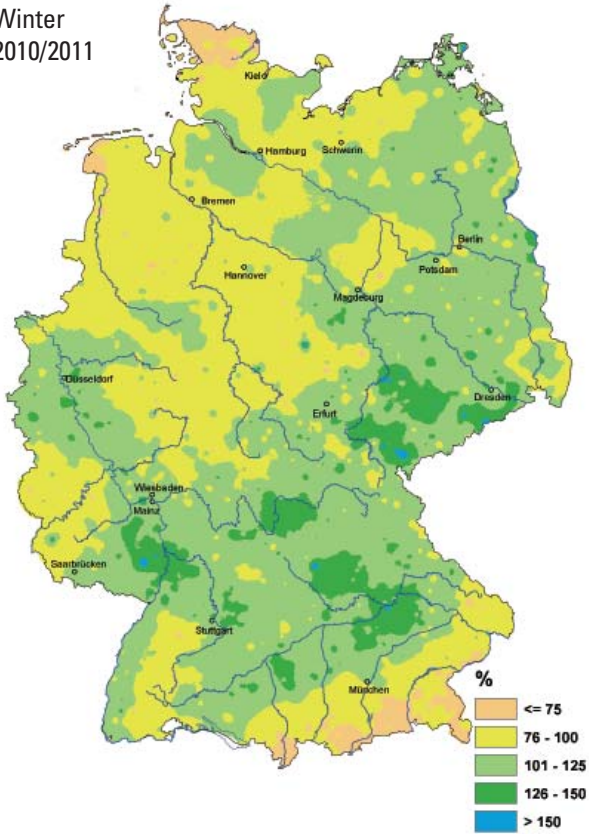 Winter
2010/2011
Kiel
Hamburg
Schwerin
Bremen
Berlin
Hannover
Potsdam
Magdeburg
Düsseldorf
Dresden
Erfurt
Wiesbaden
Mainz
Saarbrücken
Stuttgart
München
%
<= 75
76 - 100
101 - 125
126 - 150
> 150